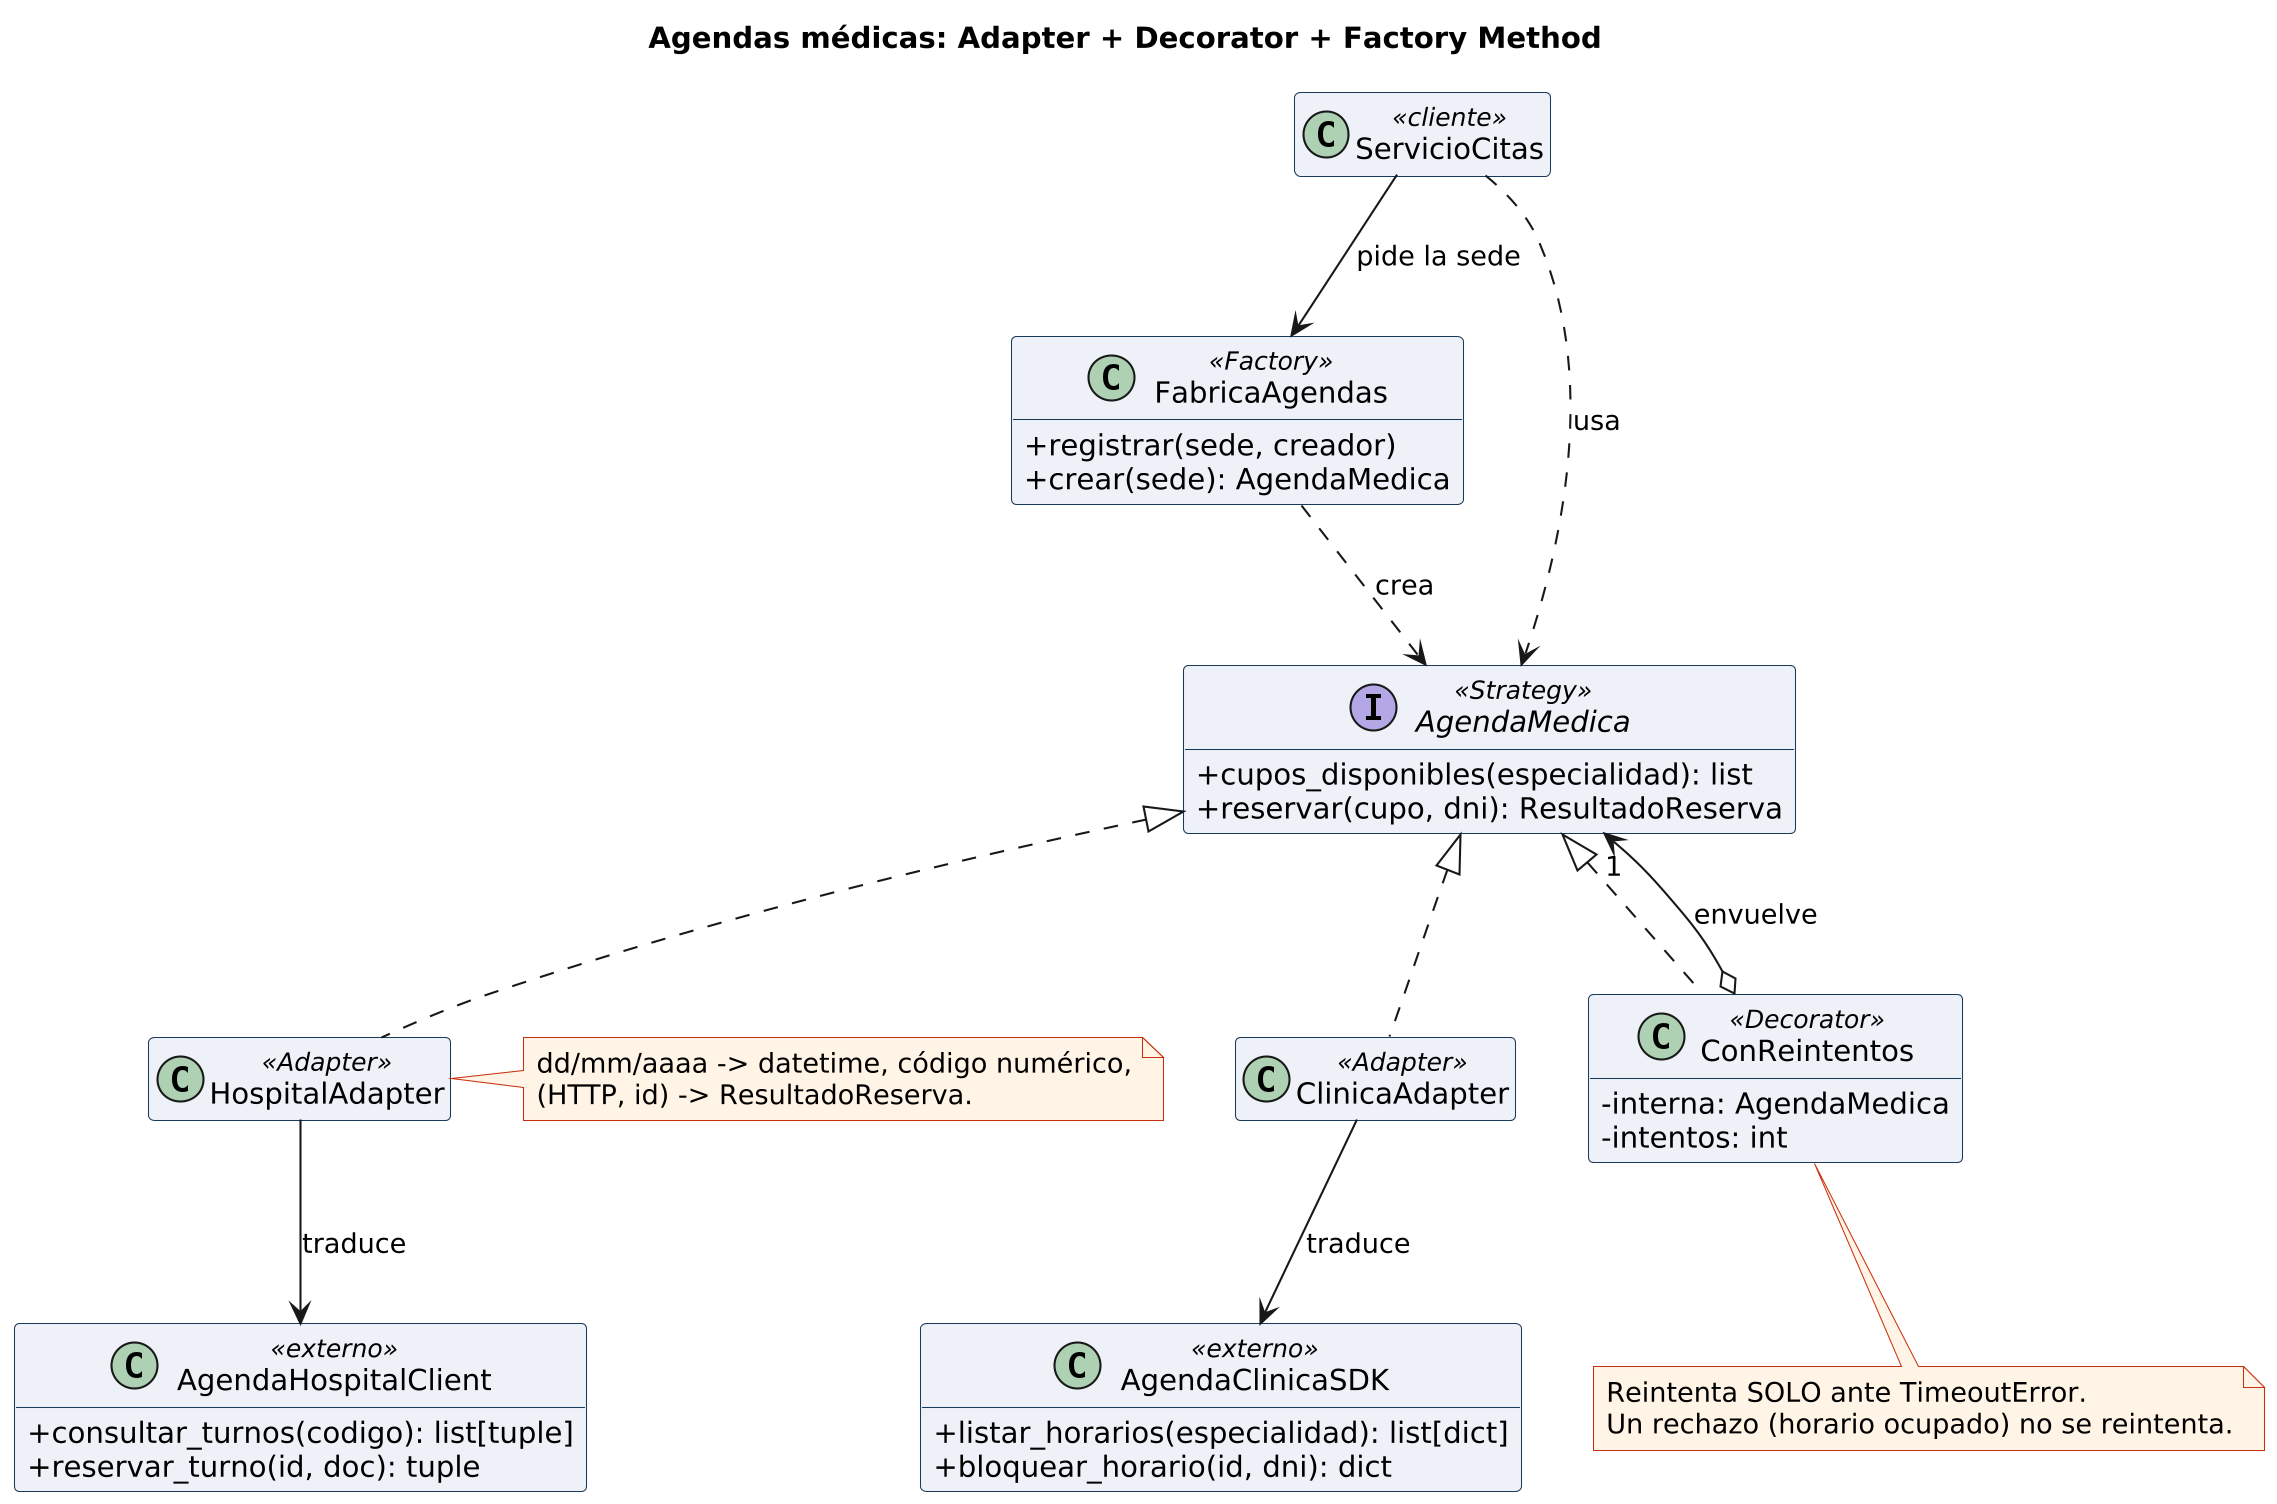 Agendas médicas: Adapter + Decorator + Factory Method
«cliente»
C
ServicioCitas
pide la sede
«Factory»
C
FabricaAgendas
+registrar(sede, creador)
+crear(sede): AgendaMedica
usa
crea
«Strategy»
I
AgendaMedica
+cupos_disponibles(especialidad): list
+reservar(cupo, dni): ResultadoReserva
1
envuelve
«Adapter»
C
HospitalAdapter
dd/mm/aaaa -> datetime, código numérico,
(HTTP, id) -> ResultadoReserva.
«Adapter»
C
ClinicaAdapter
«Decorator»
C
ConReintentos
-interna: AgendaMedica
-intentos: int
traduce
traduce
«externo»
C
AgendaHospitalClient
+consultar_turnos(codigo): list[tuple]
+reservar_turno(id, doc): tuple
«externo»
C
AgendaClinicaSDK
+listar_horarios(especialidad): list[dict]
+bloquear_horario(id, dni): dict
Reintenta SOLO ante TimeoutError.
Un rechazo (horario ocupado) no se reintenta.